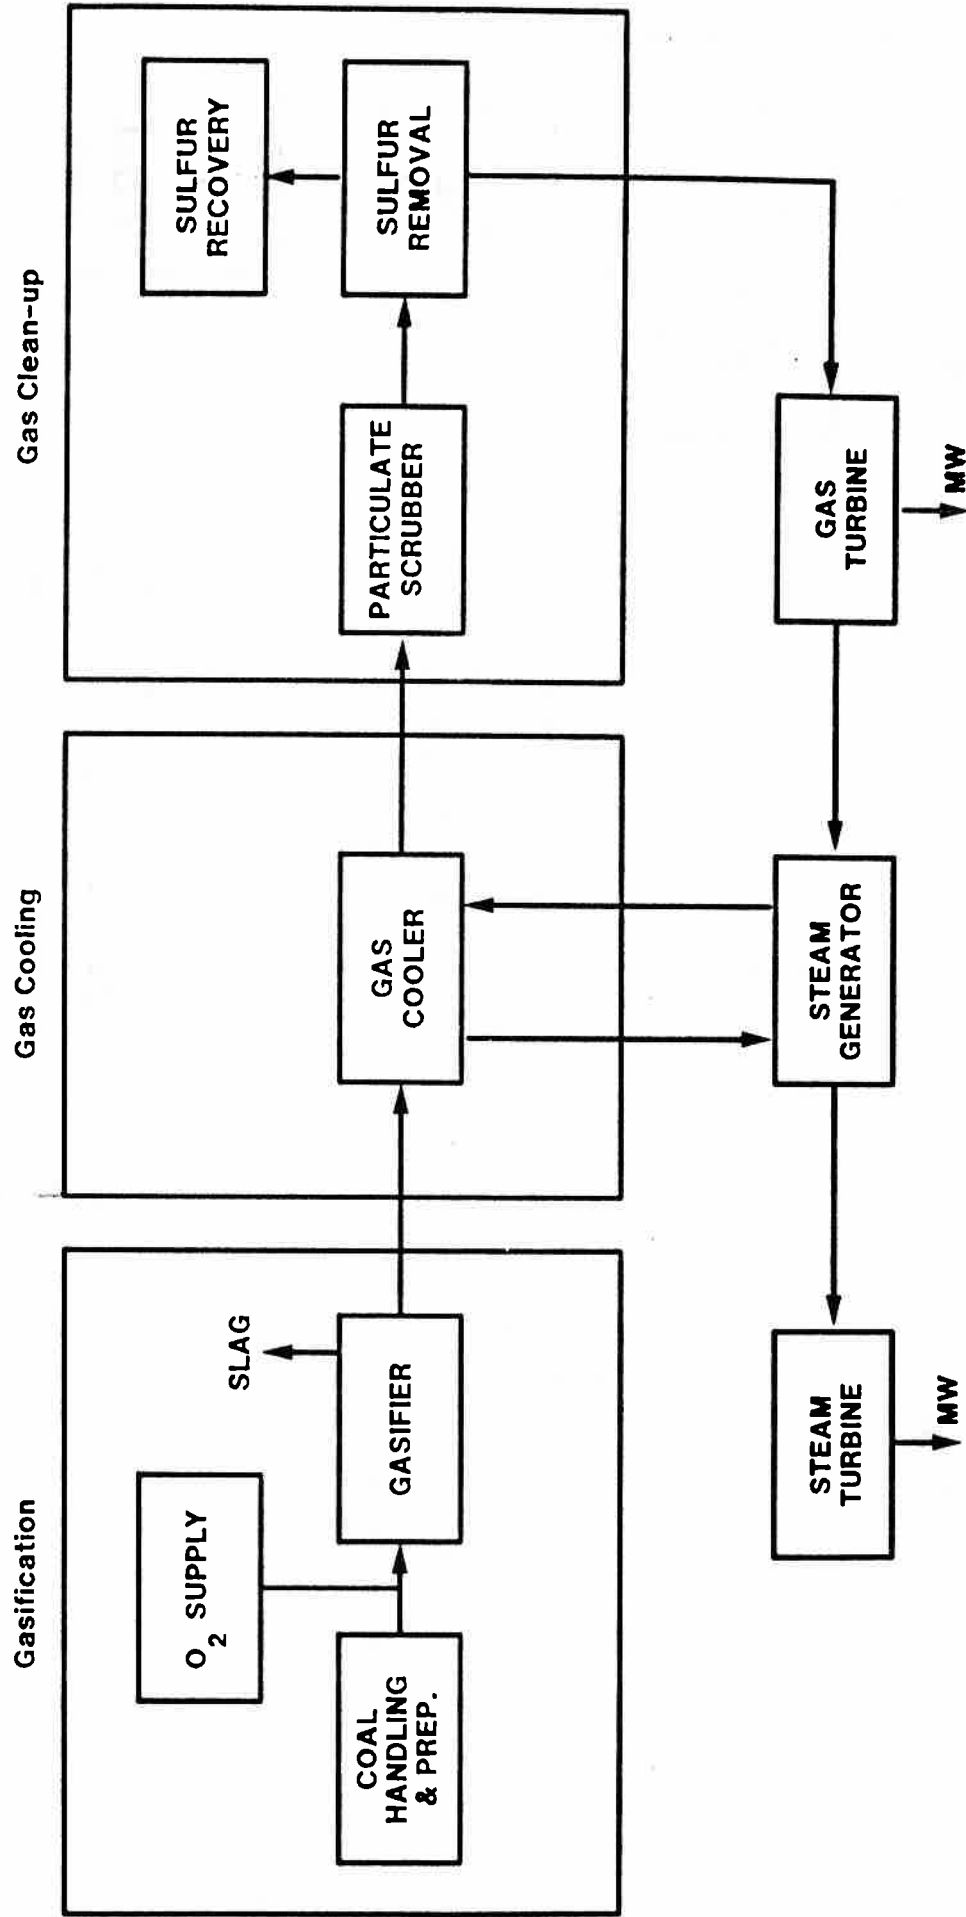 Gasification
Gas Cooling
Gas Clean-up
O2 SUPPLY
SLAG
SULFUR
RECOVERY
COAL
HANDLING
& PREP.
GASIFIER
GAS
COOLER
PARTICULATE
SCRUBBER
SULFUR
REMOVAL
STEAM
TURBINE
STEAM
GENERATOR
GAS
TURBINE
MW
MW